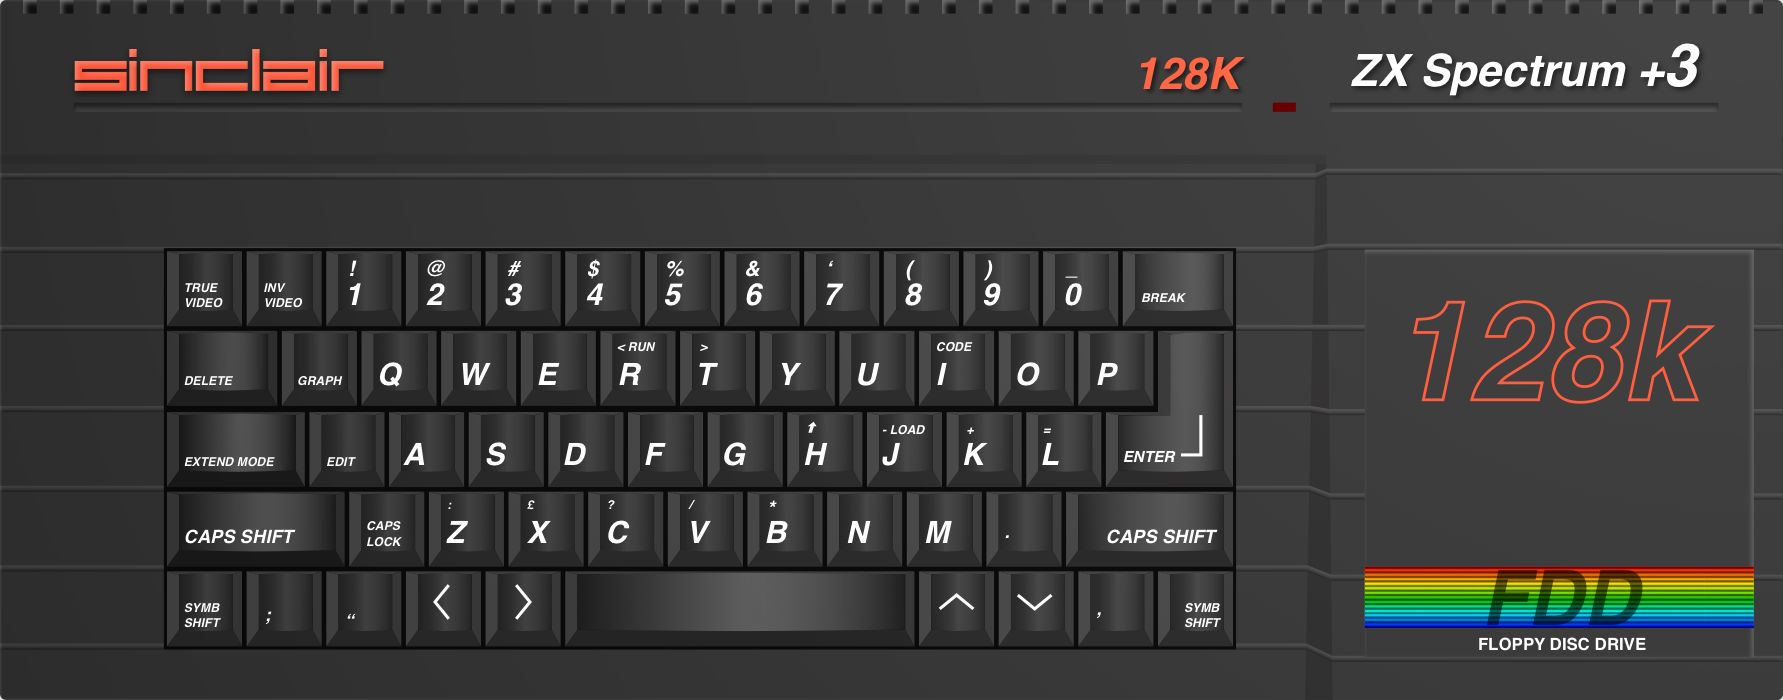 sinclair
128K
ZX Spectrum +3
TRUE VIDEO
INV VIDEO
! 1
@ 2
# 3
$ 4
% 5
& 6
‘ 7
( 8
) 9
_ 0
BREAK
DELETE
GRAPH
Q
W
E
< RUN R
> T
Y
U
CODE I
O
P
EXTEND MODE
EDIT
A
S
D
F
G
⬆ H
- LOAD J
+ K
= L
ENTER
CAPS SHIFT
CAPS LOCK
: Z
£ X
? C
/ V
* B
N
M
.
CAPS SHIFT
SYMB SHIFT
;
“
,
SYMB SHIFT
128k
FDD
FLOPPY DISC DRIVE